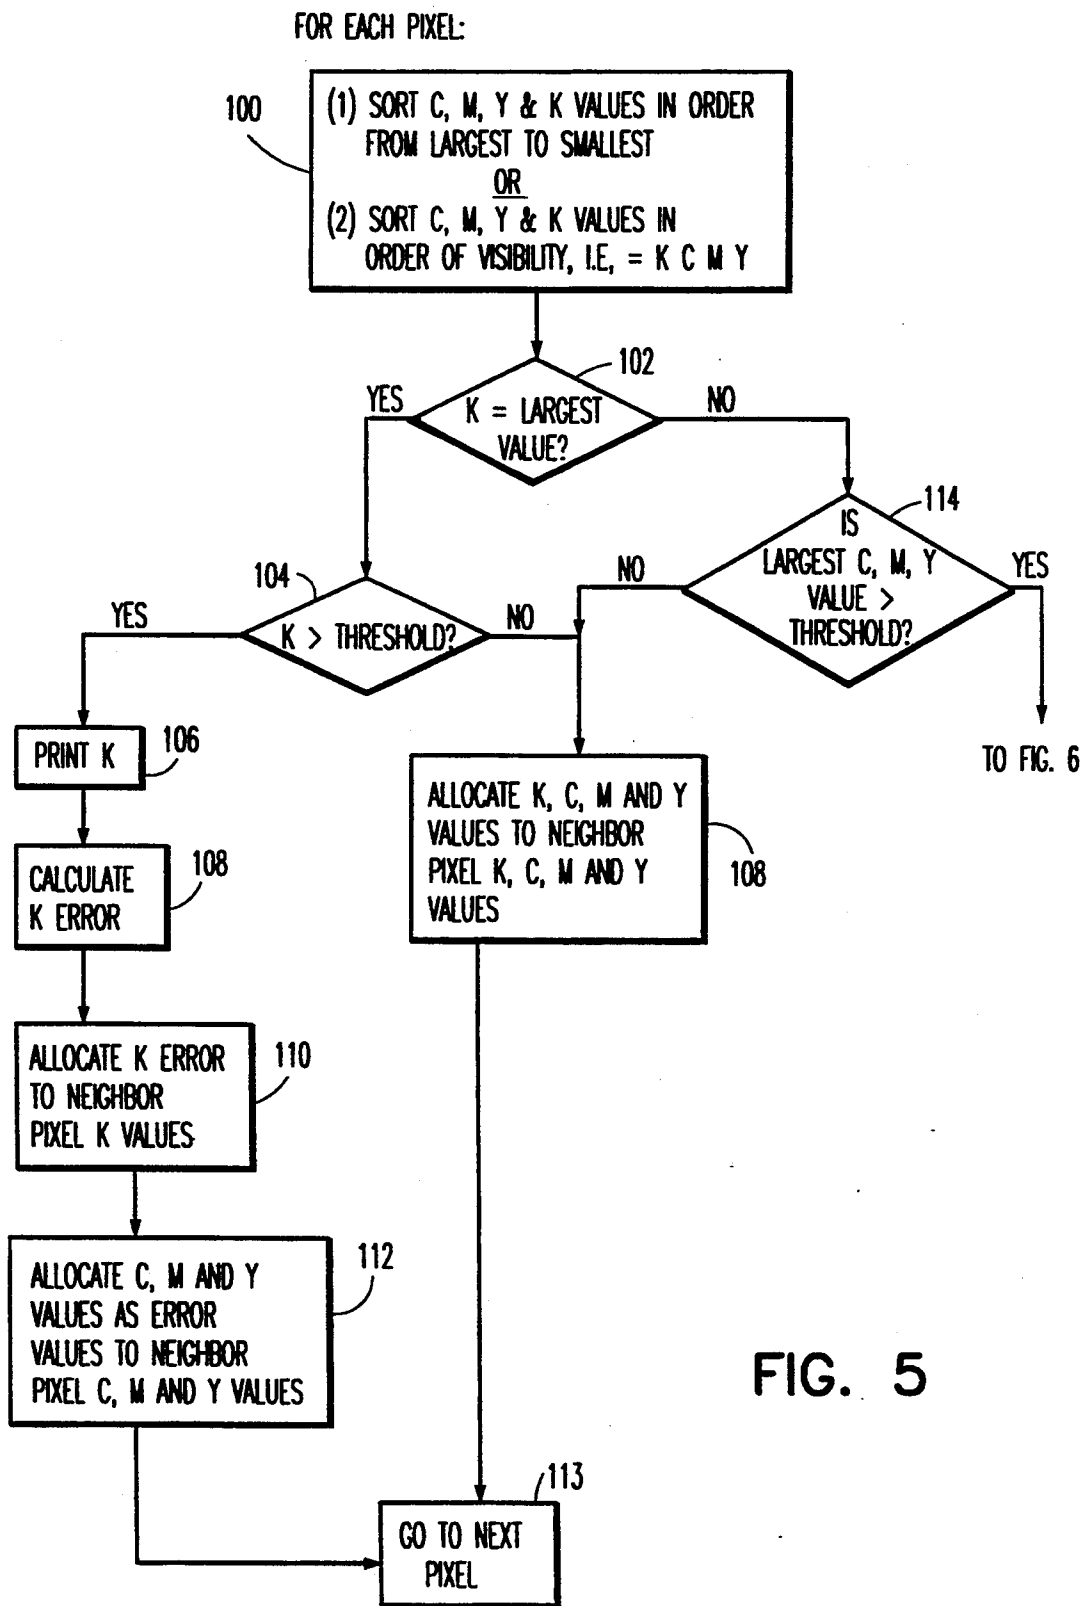 FOR EACH PIXEL:
100
(1) SORT C, M, Y & K VALUES IN ORDER
FROM LARGEST TO SMALLEST
OR
(2) SORT C, M, Y & K VALUES IN
ORDER OF VISIBILITY, I.E, = K C M Y
102
YES
K = LARGEST
VALUE?
NO
114
IS
LARGEST C, M, Y
VALUE >
THRESHOLD?
NO
YES
104
YES
K > THRESHOLD?
NO
TO FIG. 6
PRINT K
106
ALLOCATE K, C, M AND Y
VALUES TO NEIGHBOR
PIXEL K, C, M AND Y
VALUES
108
CALCULATE
K ERROR
108
ALLOCATE K ERROR
TO NEIGHBOR
PIXEL K VALUES
110
ALLOCATE C, M AND Y
VALUES AS ERROR
VALUES TO NEIGHBOR
PIXEL C, M AND Y VALUES
112
FIG. 5
113
GO TO NEXT
PIXEL